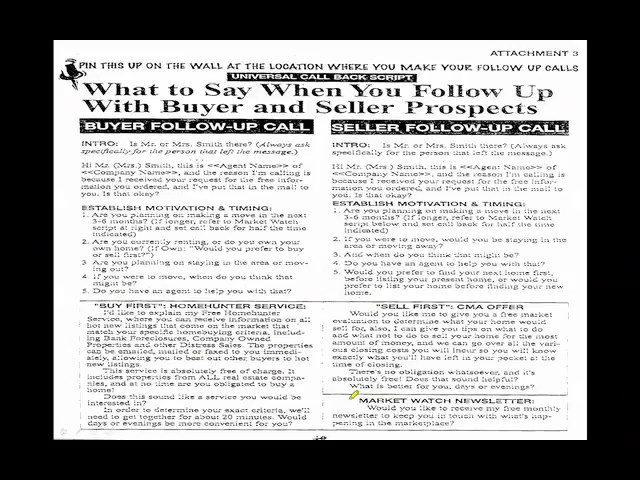 ATTACHMENT 3
PIN THIS UP ON THE WALL AT THE LOCATION WHERE YOU MAKE YOUR FOLLOW UP CALLS
UNIVERSAL CALL BACK SCRIPT
What to Say When You Follow Up
With Buyer and Seller Prospects
BUYER FOLLOW-UP CALL
INTRO: Is Mr. or Mrs. Smith there? (Always ask
specifically for the person that left the message.)
Hi Mr. (Mrs.) Smith, this is <<Agent Name>> of
<<Company Name>>, and the reason I'm calling is
because I received your request for the free infor-
mation you ordered, and I've put that in the mail to
you. Is that okay?
ESTABLISH MOTIVATION & TIMING:
1. Are you planning on making a move in the next
3-6 months? (If longer, refer to Market Watch
script at right and set call back for half the time
indicated)
2. Are you currently renting, or do you own your
own home? (If Own: "Would you prefer to buy
or sell first?")
3. Are you planning on staying in the area or mov-
ing out?
4. If you were to move, when do you think that
might be?
5. Do you have an agent to help you with that?
"BUY FIRST": HOMEHUNTER SERVICE:
I'd like to explain my Free Homehunter
Service, where you can receive information on all
hot new listings that come on the market that
match your specific homebuying criteria, includ-
ing Bank Foreclosures, Company Owned
Properties and other Distress Sales. The properties
can be emailed, mailed or faxed to you immedi-
ately, allowing you to beat out other buyers to hot
new listings.
This service is absolutely free of charge. It
includes properties from ALL real estate compa-
nies, and at no time are you obligated to buy a
home!
Does this sound like a service you would be
interested in?
In order to determine your exact criteria, we'll
need to get together for about 20 minutes. Would
days or evenings be more convenient for you?
SELLER FOLLOW-UP CALL
INTRO: Is Mr. or Mrs. Smith there? (Always ask
specifically for the person that left the message.)
Hi Mr. (Mrs.) Smith, this is <<Agent Name>> of
<<Company Name>>, and the reason I'm calling is
because I received your request for the free infor-
mation you ordered, and I've put that in the mail to
you. Is that okay?
ESTABLISH MOTIVATION & TIMING:
1. Are you planning on making a move in the next
3-6 months? (If longer, refer to Market Watch
script below and set call back for half the time
indicated)
2. If you were to move, would you be staying in the
area or moving away?
3. And when do you think that might be?
4. Do you have an agent to help you with that?
5. Would you prefer to find your next home first,
before listing your present home, or would you
prefer to list your home before finding your new
home.
"SELL FIRST": CMA OFFER
Would you like me to give you a free market
evaluation to determine what your home would
sell for, also, I can give you tips on what to do
and what not to do to sell your home for the most
amount of money, and we can go over all the vari-
ous closing costs you will incur so you will know
exactly what you'll have left in your pocket at the
time of closing.
There's no obligation whatsoever, and it's
absolutely free! Does that sound helpful?
What is better for you, days or evenings?
MARKET WATCH NEWSLETTER:
Would you like to receive my free monthly
newsletter to keep you in touch with what's hap-
pening in the marketplace?